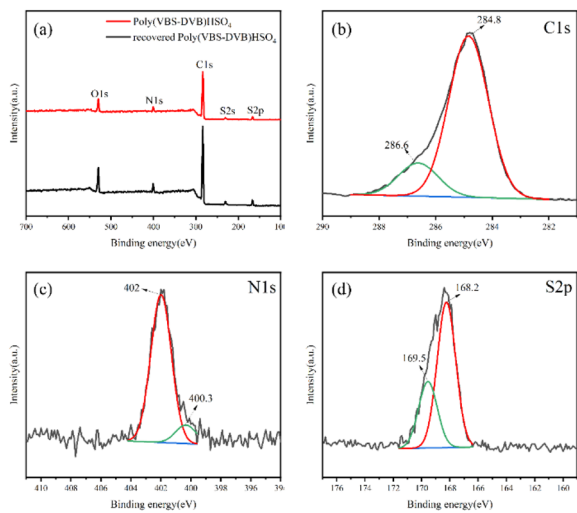 (a)
Poly(VBS-DVB)HSO₄
recovered Poly(VBS-DVB)HSO₄
C1s
O1s
N1s
S2s
S2p
Intensity(a.u.)
700 600 500 400 300 200 100
Binding energy(eV)
(b)
C1s
284.8
286.6
Intensity(a.u.)
290 288 286 284 282
Binding energy(eV)
(c)
N1s
402
400.3
Intensity(a.u.)
410 408 406 404 402 400 398 396 394
Binding energy(eV)
(d)
S2p
168.2
169.5
Intensity(a.u.)
176 174 172 170 168 166 164 162 160
Binding energy(eV)